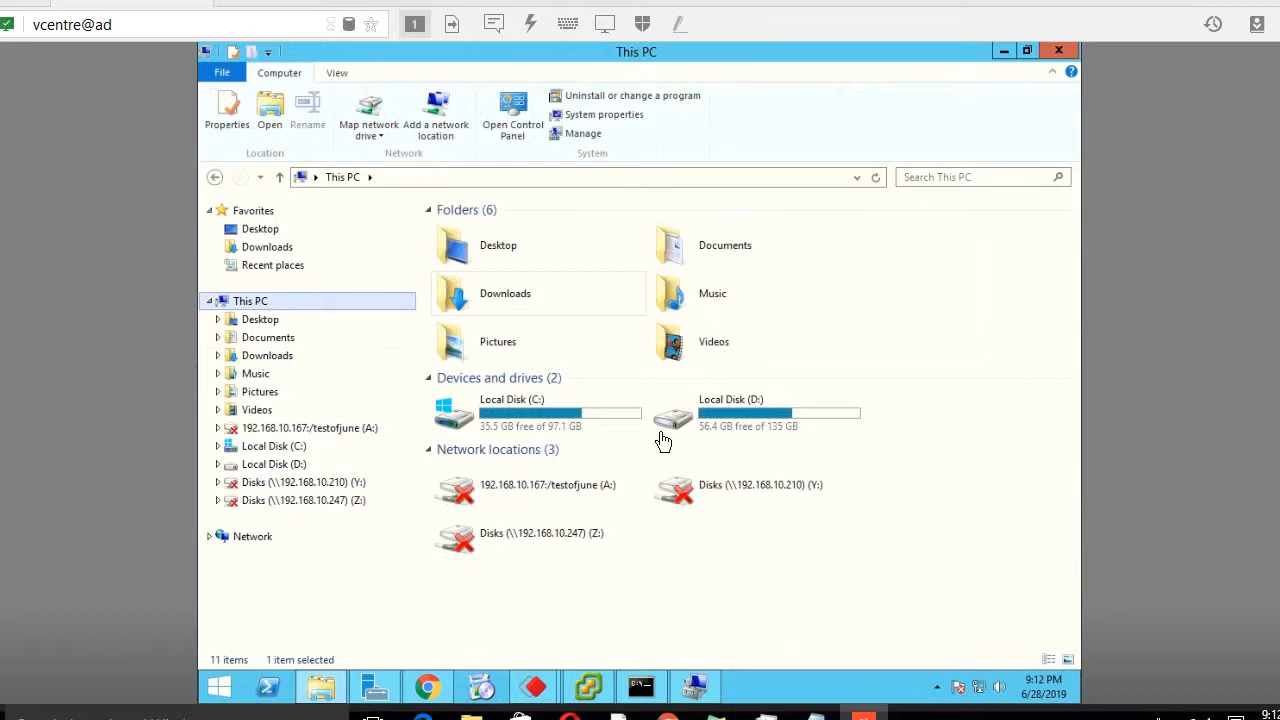 vcentre@ad
1
This PC
File Computer View
Properties Open Rename Map network drive Add a network location Open Control Panel
Uninstall or change a program
System properties
Manage
Location Network System
This PC
Search This PC
Favorites
Desktop
Downloads
Recent places
This PC
Desktop
Documents
Downloads
Music
Pictures
Videos
192.168.10.167:/testofjune (A:)
Local Disk (C:)
Local Disk (D:)
Disks (\\192.168.10.210) (Y:)
Disks (\\192.168.10.247) (Z:)
Network
Folders (6)
Desktop Documents
Downloads Music
Pictures Videos
Devices and drives (2)
Local Disk (C:)
35.5 GB free of 97.1 GB
Local Disk (D:)
56.4 GB free of 135 GB
Network locations (3)
192.168.10.167:/testofjune (A:) Disks (\\192.168.10.210) (Y:)
Disks (\\192.168.10.247) (Z:)
11 items 1 item selected
9:12 PM
6/28/2019